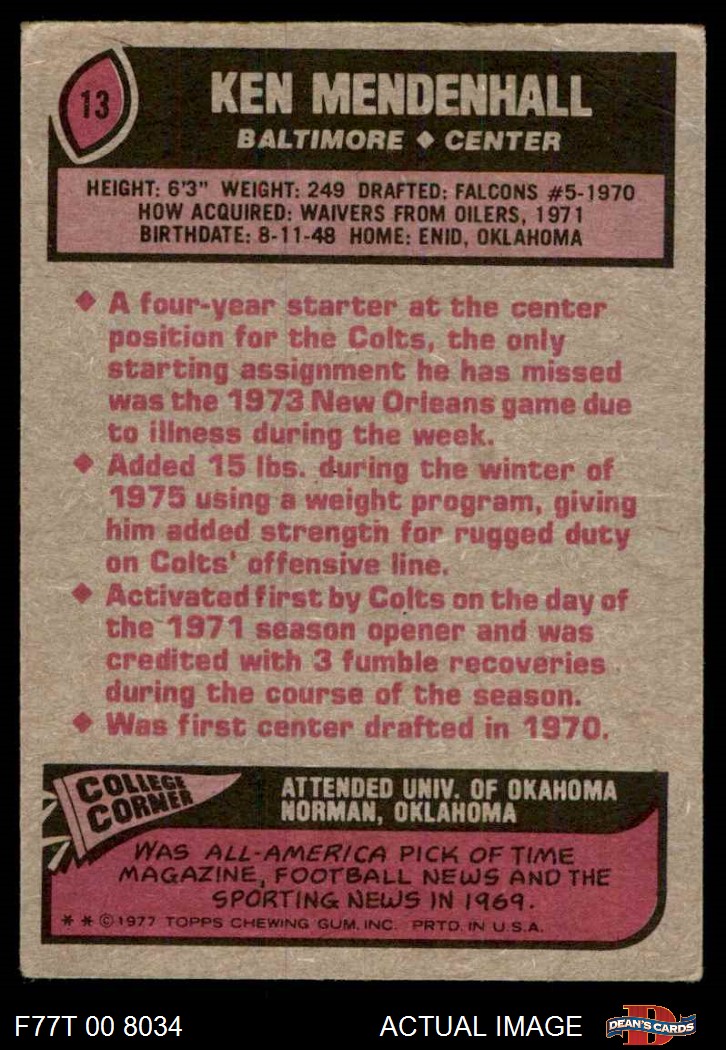 13
KEN MENDENHALL
BALTIMORE ◆ CENTER
HEIGHT: 6'3" WEIGHT: 249 DRAFTED: FALCONS #5-1970
HOW ACQUIRED: WAIVERS FROM OILERS, 1971
BIRTHDATE: 8-11-48 HOME: ENID, OKLAHOMA
◆ A four-year starter at the center
position for the Colts, the only
starting assignment he has missed
was the 1973 New Orleans game due
to illness during the week.
◆ Added 15 lbs. during the winter of
1975 using a weight program, giving
him added strength for rugged duty
on Colts' offensive line.
◆ Activated first by Colts on the day of
the 1971 season opener and was
credited with 3 fumble recoveries
during the course of the season.
◆ Was first center drafted in 1970.
COLLEGE
CORNER
ATTENDED UNIV. OF OKAHOMA
NORMAN, OKLAHOMA
WAS ALL-AMERICA PICK OF TIME
MAGAZINE, FOOTBALL NEWS AND THE
SPORTING NEWS IN 1969.
* * © 1977 TOPPS CHEWING GUM, INC. PRTD. IN U.S.A.
F77T 00 8034
ACTUAL IMAGE
D
DEAN'S CARDS